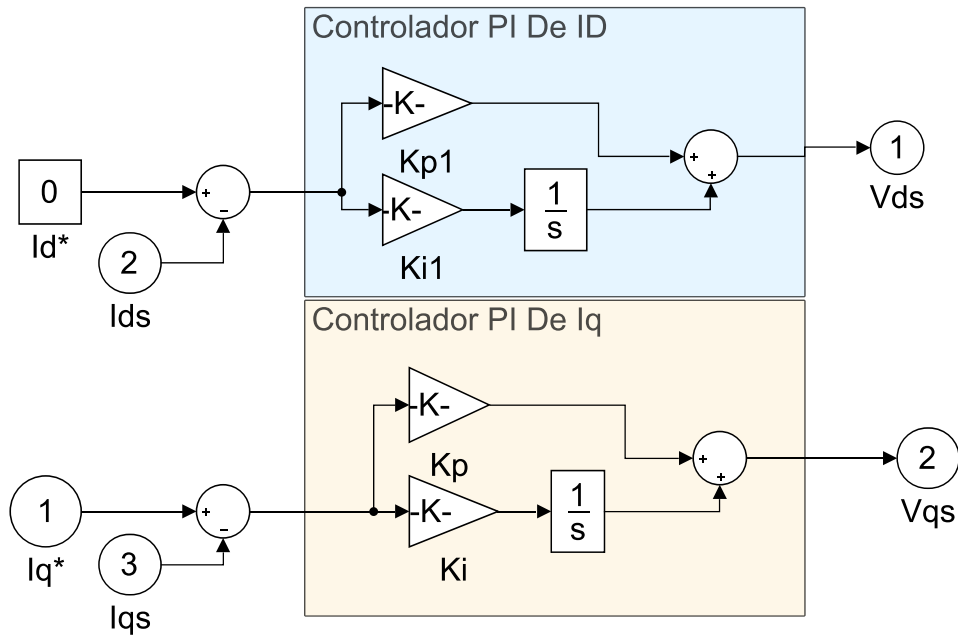 Controlador PI De ID
-K-
Kp1
0
Id*
+
−
2
Ids
-K-
Ki1
1
s
+
+
1
Vds
Controlador PI De Iq
-K-
Kp
1
Iq*
+
−
3
Iqs
-K-
Ki
1
s
+
+
2
Vqs